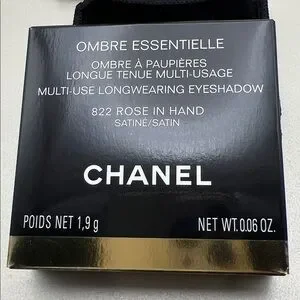 OMBRE ESSENTIELLE
OMBRE À PAUPIÈRES
LONGUE TENUE MULTI-USAGE
MULTI-USE LONGWEARING EYESHADOW
822 ROSE IN HAND
SATINÉ/SATIN
CHANEL
POIDS NET 1,9 g NET WT. 0.06 OZ.